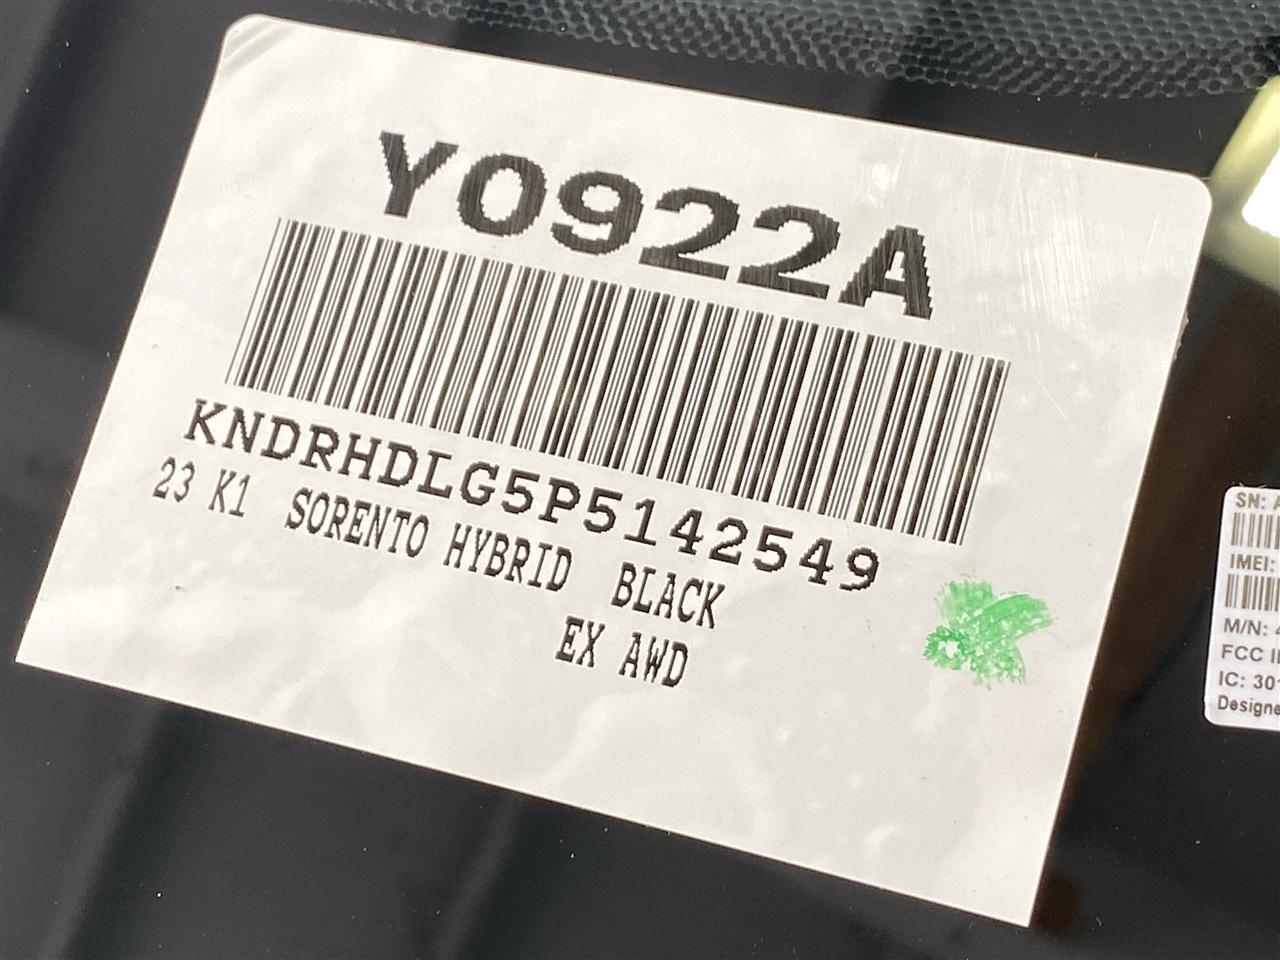 Y0922A
KNDRHDLG5P5142549
23 K1 SORENTO HYBRID BLACK
EX AWD
SN:
IMEI:
M/N:
FCC
IC: